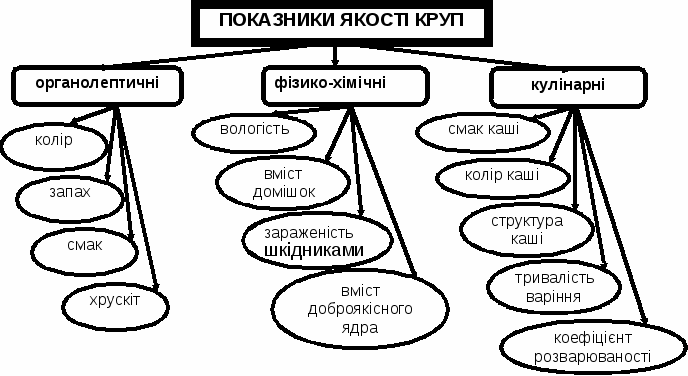 ПОКАЗНИКИ ЯКОСТІ КРУП
органолептичні
колір
запах
смак
хрускіт
фізико-хімічні
вологість
вміст
домішок
зараженість
шкідниками
вміст
доброякісного
ядра
кулінарні
смак каші
колір каші
структура
каші
тривалість
варіння
коефіцієнт
розварюваності